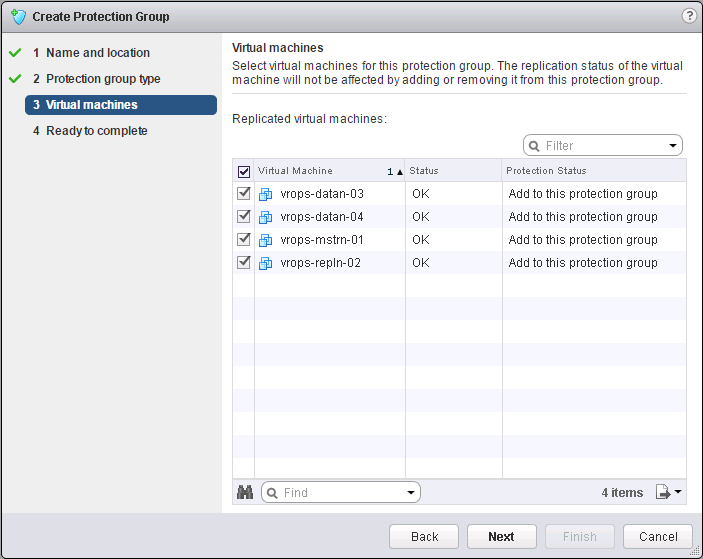 Create Protection Group
?
1 Name and location
2 Protection group type
3 Virtual machines
4 Ready to complete
Virtual machines
Select virtual machines for this protection group. The replication status of the virtual
machine will not be affected by adding or removing it from this protection group.
Replicated virtual machines:
Filter
Virtual Machine 1 ▲ Status Protection Status
vrops-datan-03 OK Add to this protection group
vrops-datan-04 OK Add to this protection group
vrops-mstrn-01 OK Add to this protection group
vrops-repln-02 OK Add to this protection group
Find 4 items
Back Next Finish Cancel